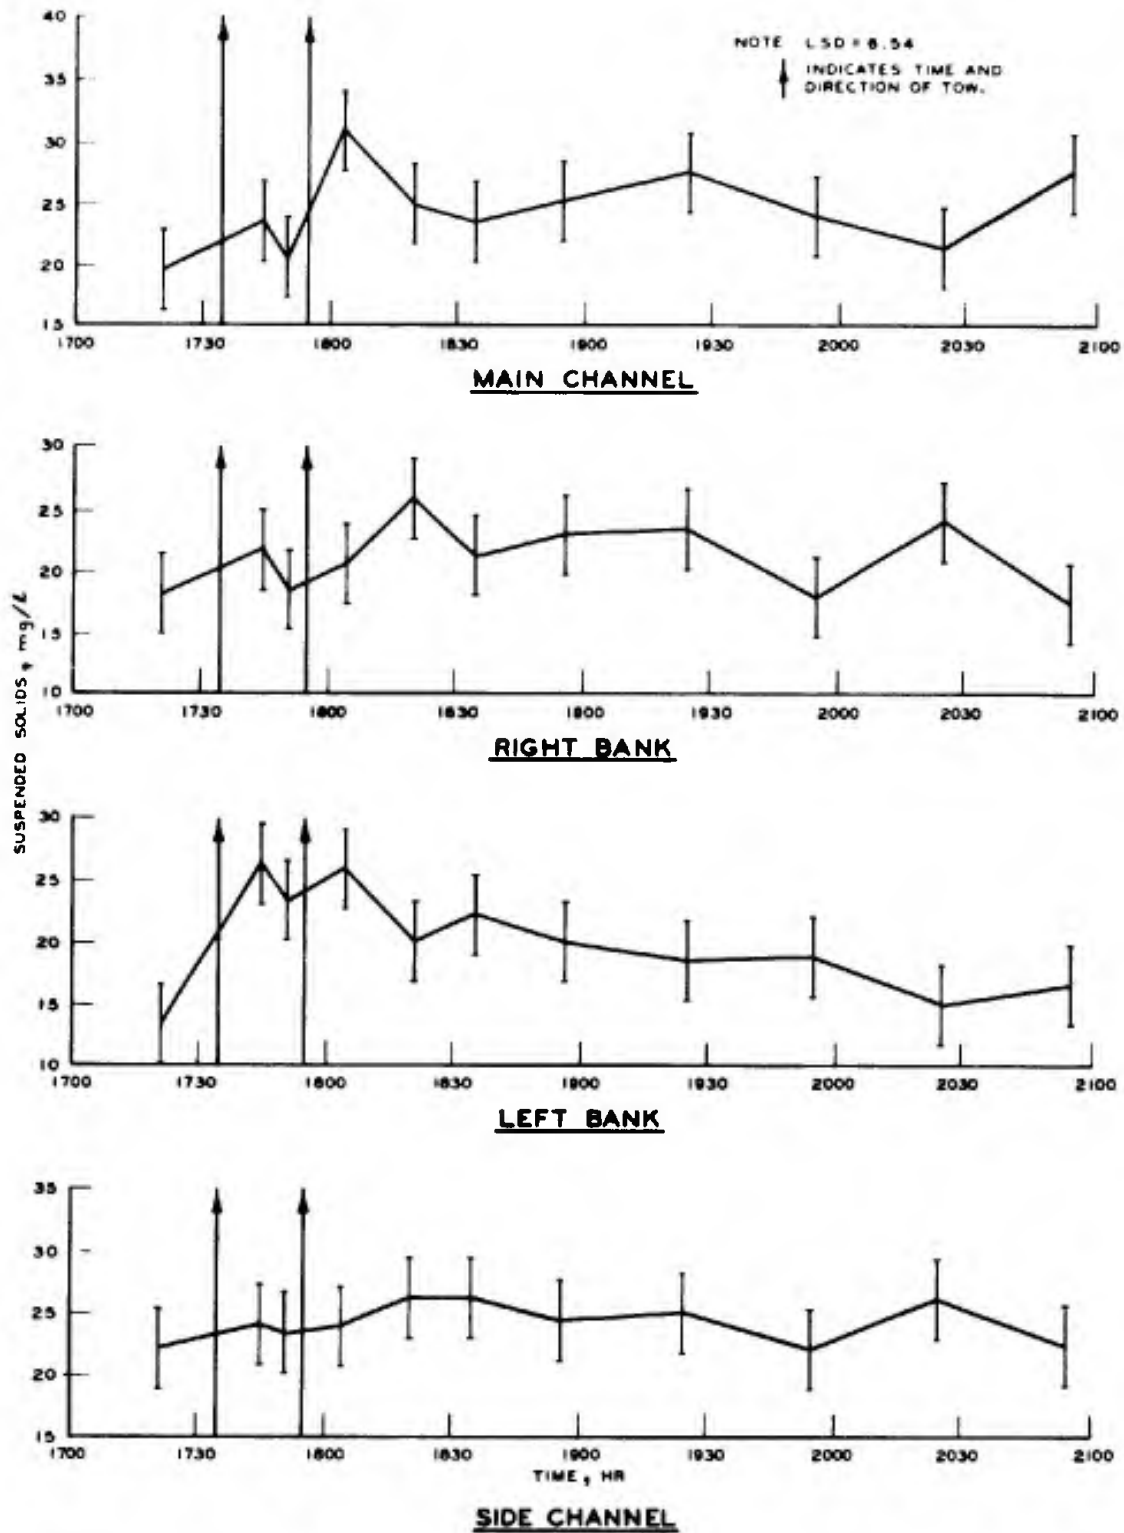 40
35
30
25
20
15
NOTE LSD = 6.54
INDICATES TIME AND
DIRECTION OF TOW.
1700 1730 1800 1830 1900 1930 2000 2030 2100
MAIN CHANNEL
30
25
20
15
10
1700 1730 1800 1830 1900 1930 2000 2030 2100
RIGHT BANK
SUSPENDED SOLIDS, mg/ℓ
30
25
20
15
10
1700 1730 1800 1830 1900 1930 2000 2030 2100
LEFT BANK
35
30
25
20
15
1700 1730 1800 1830 1900 1930 2000 2030 2100
TIME, HR
SIDE CHANNEL